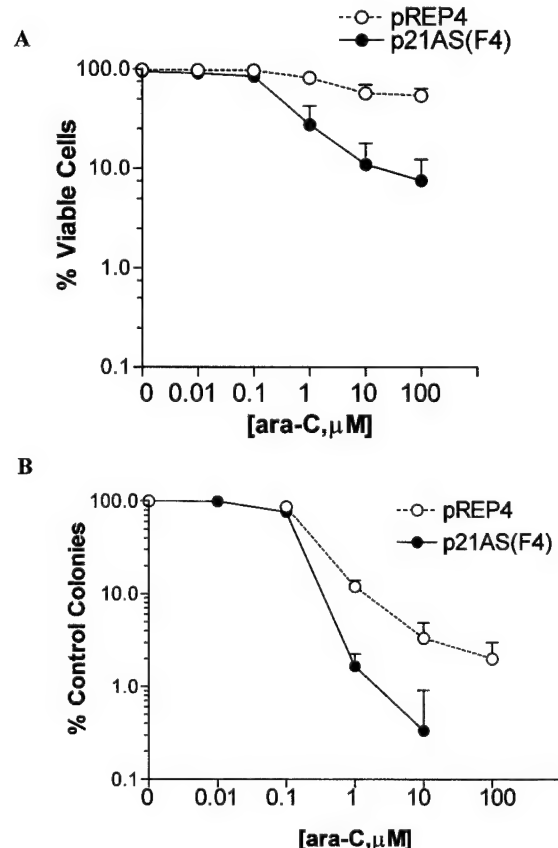 A
pREP4
p21AS(F4)
100.0
10.0
1.0
0.1
% Viable Cells
0 0.01 0.1 1 10 100
[ara-C,μM]
B
pREP4
p21AS(F4)
100.0
10.0
1.0
0.1
% Control Colonies
0 0.01 0.1 1 10 100
[ara-C,μM]